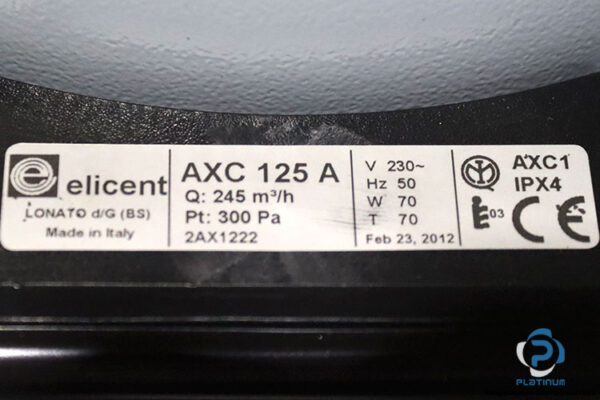 elicent
LONATO d/G (BS)
Made in Italy
AXC 125 A
Q: 245 m³/h
Pt: 300 Pa
2AX1222
V 230~
Hz 50
W 70
T 70
Feb 23, 2012
AXC1
IPX4
03
CE
PLATINUM